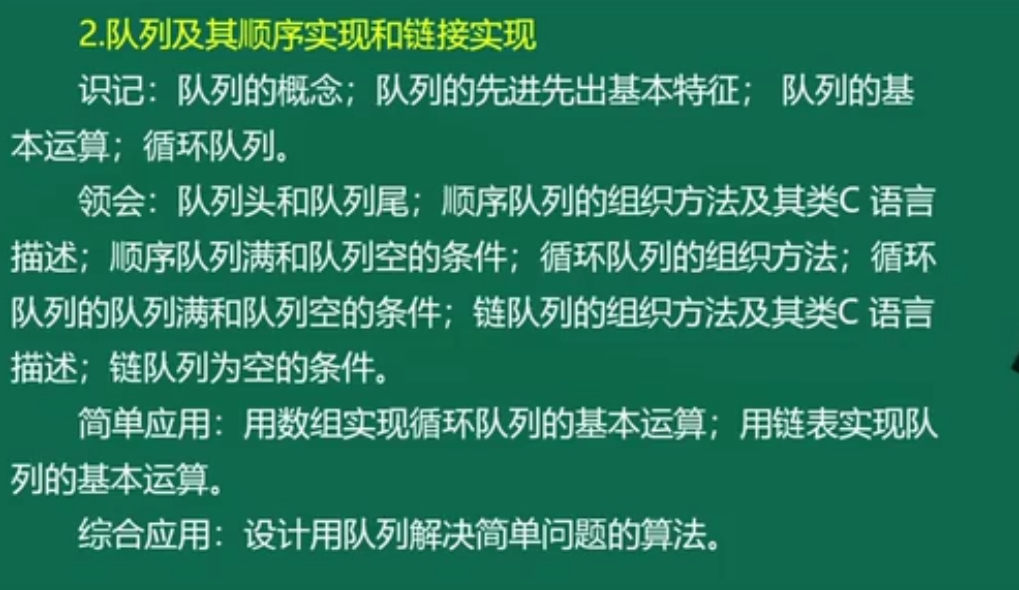 2.队列及其顺序实现和链接实现
识记：队列的概念；队列的先进先出基本特征； 队列的基
本运算；循环队列。
领会：队列头和队列尾；顺序队列的组织方法及其类C 语言
描述；顺序队列满和队列空的条件；循环队列的组织方法；循环
队列的队列满和队列空的条件；链队列的组织方法及其类C 语言
描述；链队列为空的条件。
简单应用：用数组实现循环队列的基本运算；用链表实现队
列的基本运算。
综合应用：设计用队列解决简单问题的算法。